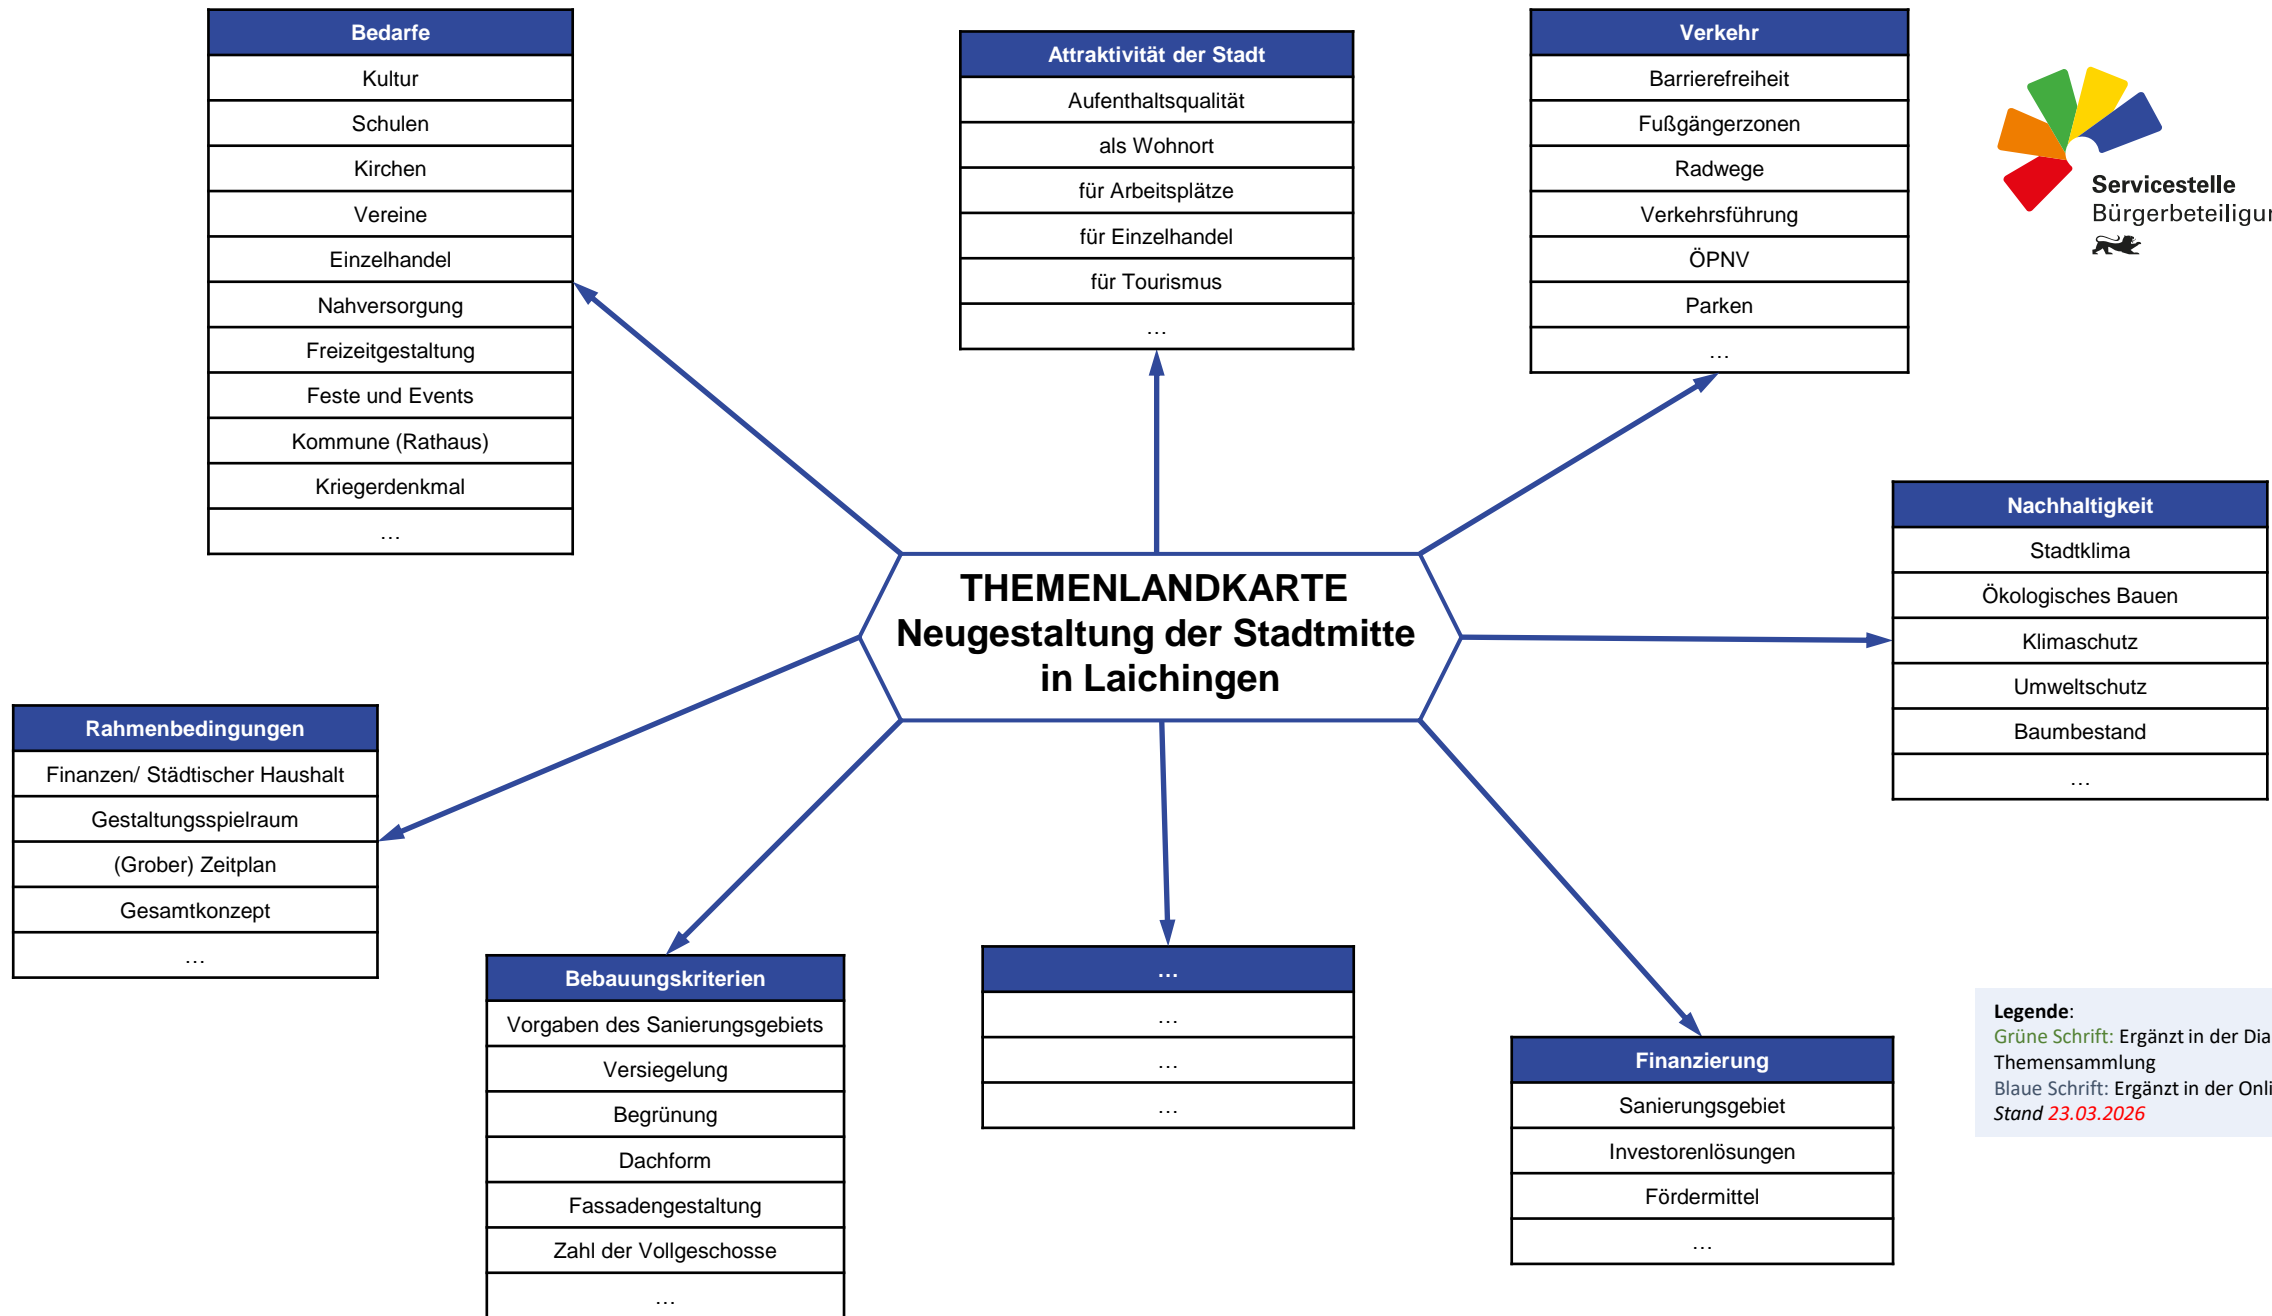 Bedarfe
Kultur
Schulen
Kirchen
Vereine
Einzelhandel
Nahversorgung
Freizeitgestaltung
Feste und Events
Kommune (Rathaus)
Kriegerdenkmal
…
Attraktivität der Stadt
Aufenthaltsqualität
als Wohnort
für Arbeitsplätze
für Einzelhandel
für Tourismus
…
Verkehr
Barrierefreiheit
Fußgängerzonen
Radwege
Verkehrsführung
ÖPNV
Parken
…
Servicestelle
Nachhaltigkeit
Stadtklima
Ökologisches Bauen
Klimaschutz
Umweltschutz
Baumbestand
…
THEMENLANDKARTE
Neugestaltung der Stadtmitte
in Laichingen
Rahmenbedingungen
Finanzen/ Städtischer Haushalt
Gestaltungsspielraum
(Grober) Zeitplan
Gesamtkonzept
…
Bebauungskriterien
Vorgaben des Sanierungsgebiets
Versiegelung
Begrünung
Dachform
Fassadengestaltung
Zahl der Vollgeschosse
…
…
…
…
…
Finanzierung
Sanierungsgebiet
Investorenlösungen
Fördermittel
…
Legende:
Grüne Schrift: Ergänzt in der
Themensammlung
Blaue Schrift: Ergänzt in der
Stand 23.03.2026